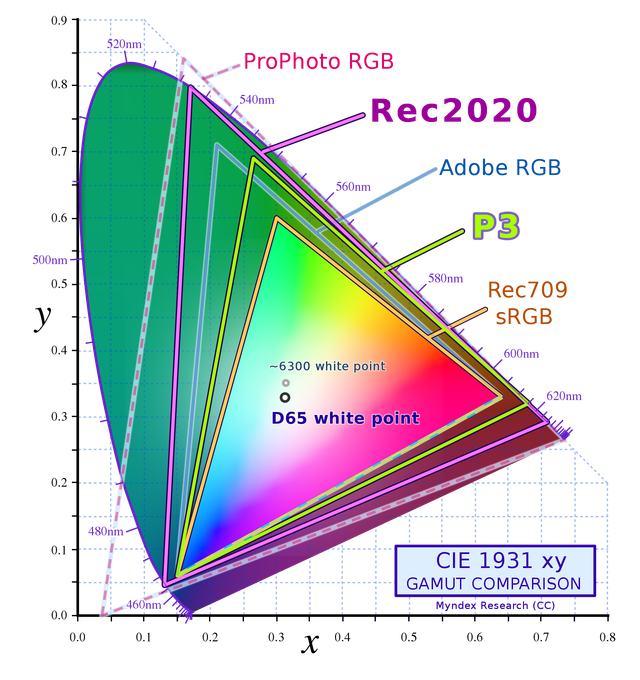 0.9
520nm
ProPhoto RGB
0.8
540nm
Rec2020
0.7
Adobe RGB
560nm
0.6
P3
500nm
580nm
0.5
Rec709
sRGB
y
0.4
600nm
~6300 white point
620nm
0.3
D65 white point
0.2
480nm
0.1
CIE 1931 xy
GAMUT COMPARISON
460nm
Myndex Research (CC)
0.0
0.0 0.1 0.2 0.3 0.4 0.5 0.6 0.7 0.8
x